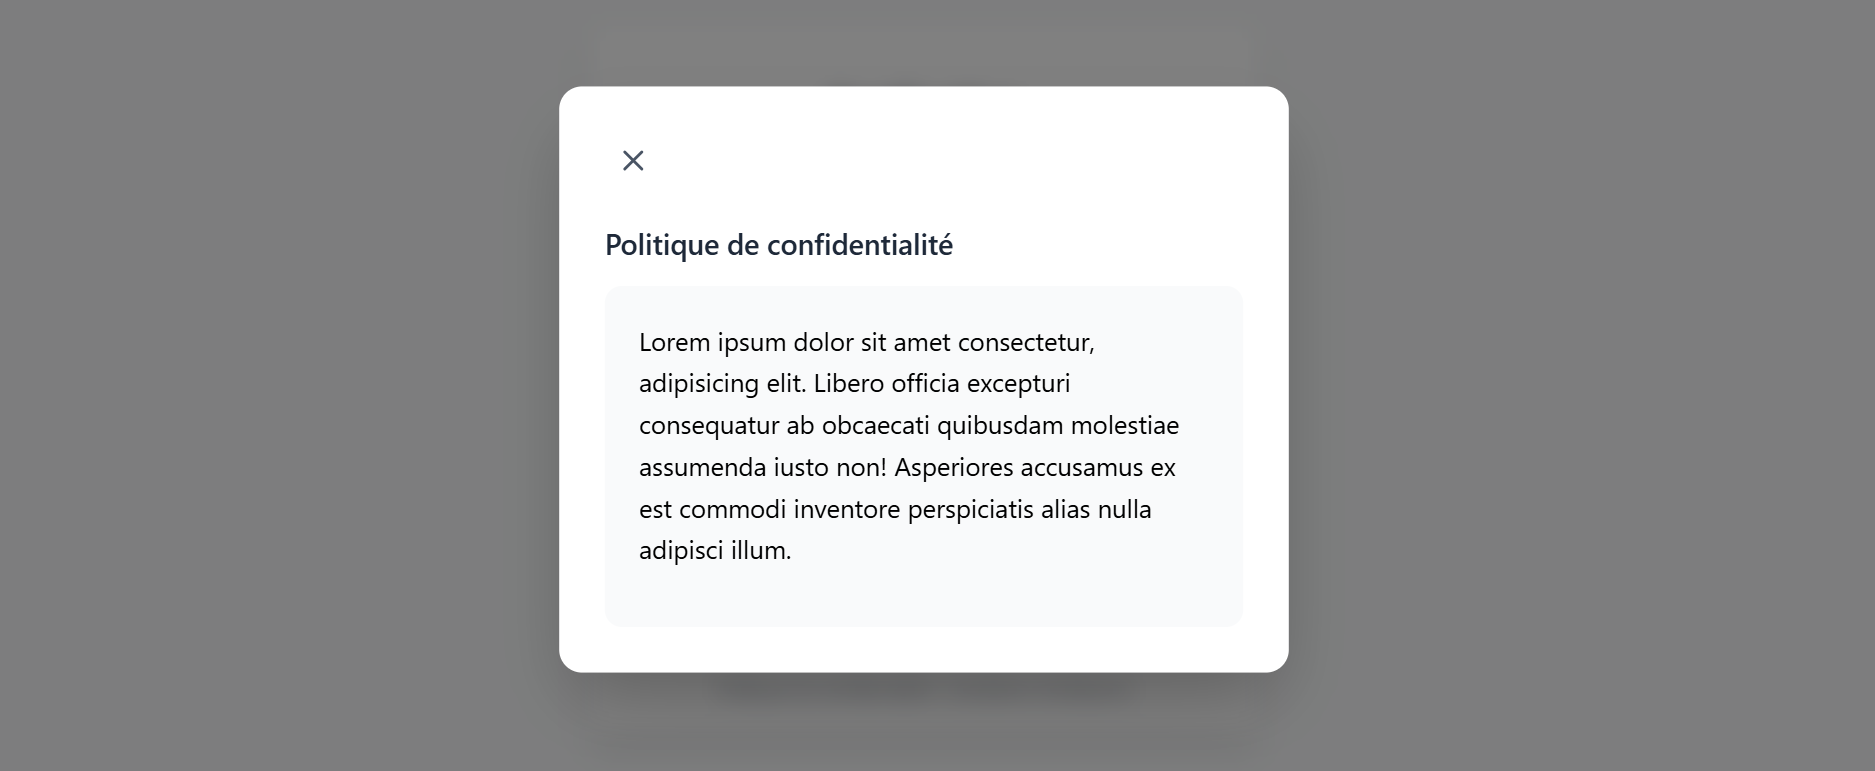 Politique de confidentialité
Lorem ipsum dolor sit amet consectetur,
adipisicing elit. Libero officia excepturi
consequatur ab obcaecati quibusdam molestiae
assumenda iusto non! Asperiores accusamus ex
est commodi inventore perspiciatis alias nulla
adipisci illum.